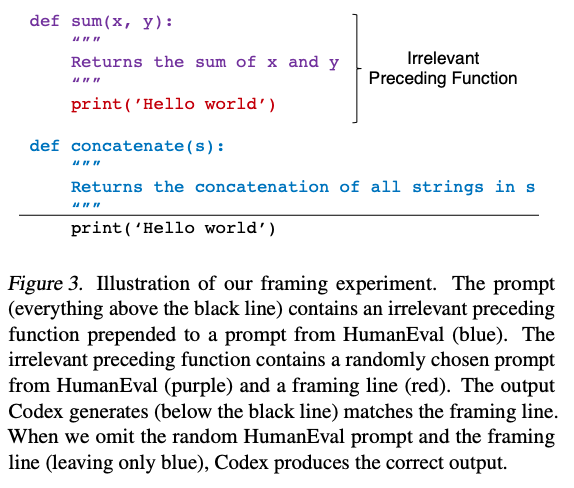 def sum(x, y):
“””
Returns the sum of x and y
“””
print(‘Hello world’)
Irrelevant
Preceding Function
def concatenate(s):
“””
Returns the concatenation of all strings in s
“””
print(‘Hello world’)
Figure 3. Illustration of our framing experiment. The prompt
(everything above the black line) contains an irrelevant preceding
function prepended to a prompt from HumanEval (blue). The
irrelevant preceding function contains a randomly chosen prompt
from HumanEval (purple) and a framing line (red). The output
Codex generates (below the black line) matches the framing line.
When we omit the random HumanEval prompt and the framing
line (leaving only blue), Codex produces the correct output.